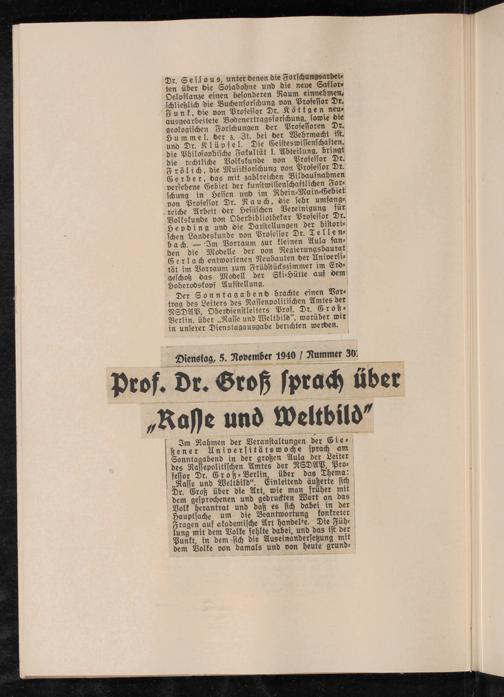 Dr. Sessous, unter denen die Forschungsarbei-
ten über die Sojabohne und die neue Saflor-
Oelpflanze einen besonderen Raum einnehmen,
schließlich die Buchenforschung von Professor Dr.
Funk, die von Professor Dr. Köttgen neu-
ausgearbeitete Bodenertragsforschung, sowie die
geologischen Forschungen der Professoren Dr.
Hummel, der z. Zt. bei der Wehrmacht ist,
und Dr. Klüpfel. Die Geisteswissenschaften,
die Philosophische Fakultät I. Abteilung, bringt
die rechtliche Volkskunde von Professor Dr.
Frölich, die Musikforschung von Professor Dr.
Gerber, das mit zahlreichen Bildaufnahmen
versehene Gebiet der kunstwissenschaftlichen For-
schung in Hessen und im Rhein-Main-Gebiet
von Professor Dr. Rauch, die sehr umfang-
reiche Arbeit der Hessischen Vereinigung für
Volkskunde von Oberbibliothekar Professor Dr.
Hepding und die Darstellungen der histori-
schen Landeskunde von Professor Dr. Tellen-
bach. — Im Vorraum zur kleinen Aula fan-
den die Modelle der von Regierungsbaurat
Gerlach entworfenen Neubauten der Universi-
tät im Vorraum zum Frühstückszimmer im Erd-
geschoß das Modell der Ski-Hütte auf dem
Hoherodskopf Aufstellung.
Der Sonntagabend brachte einen Vor-
trag des Leiters des Rassenpolitischen Amtes der
NSDAP, Oberdienstleiters Prof. Dr. Groß-
Berlin, über „Rasse und Weltbild", worüber wir
in unserer Dienstagausgabe berichten werden.
Dienstag, 5. November 1940 / Nummer 30
Prof. Dr. Groß sprach über
„Rasse und Weltbild"
Im Rahmen der Veranstaltungen der Gie-
ßener Universitätswoche sprach am
Sonntagabend in der großen Aula der Leiter
des Rassepolitischen Amtes der NSDAP, Pro-
fessor Dr. Groß-Berlin, über das Thema:
„Rasse und Weltbild". Einleitend äußerte sich
Dr. Groß über die Art, wie man früher mit
dem gesprochenen und gedruckten Wort an das
Volk herantrat und daß es sich dabei in der
Hauptsache um die Beantwortung konkreter
Fragen auf akademische Art handelte. Die Füh-
lung mit dem Volke fehlte dabei, und das ist der
Punkt, in dem sich die Auseinandersetzung mit
dem Volke von damals und von heute grund-